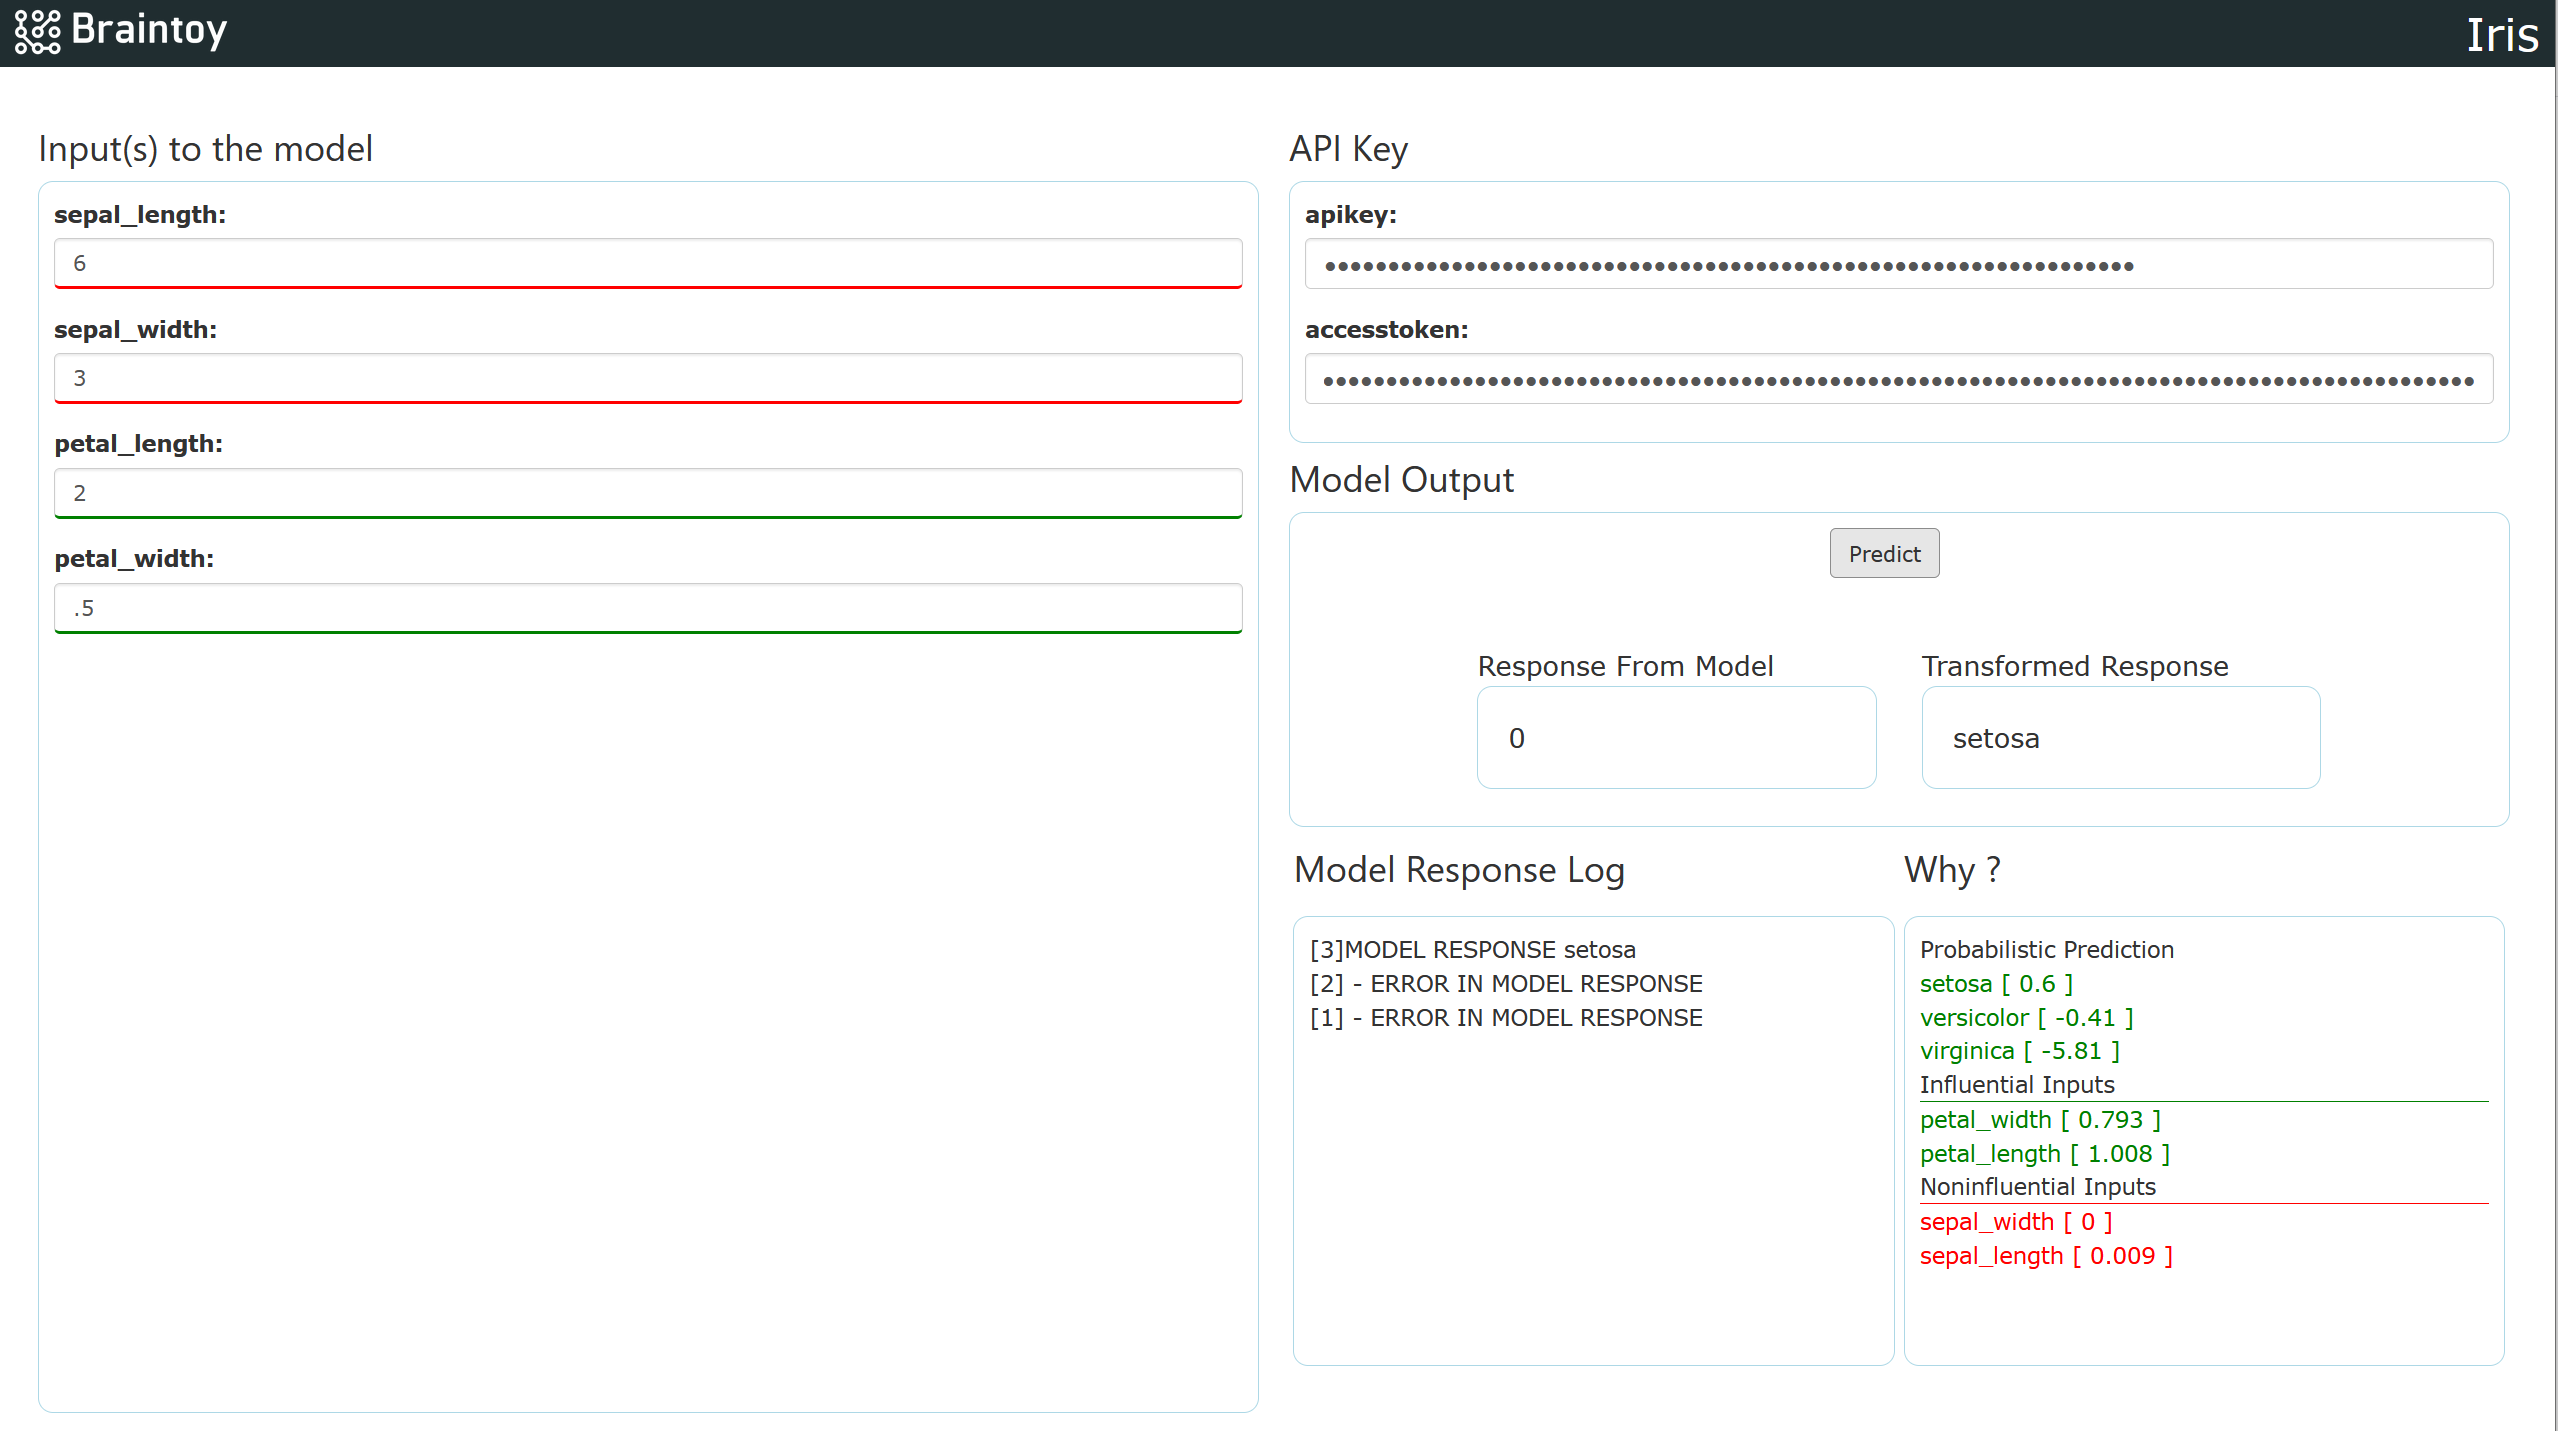 Braintoy
Iris
Input(s) to the model
sepal_length:
6
sepal_width:
3
petal_length:
2
petal_width:
.5
API Key
apikey:
accesstoken:
Model Output
Predict
Response From Model
Transformed Response
0
setosa
Model Response Log
[3]MODEL RESPONSE setosa
[2] - ERROR IN MODEL RESPONSE
[1] - ERROR IN MODEL RESPONSE
Why ?
Probabilistic Prediction
setosa [ 0.6 ]
versicolor [ -0.41 ]
virginica [ -5.81 ]
Influential Inputs
petal_width [ 0.793 ]
petal_length [ 1.008 ]
Noninfluential Inputs
sepal_width [ 0 ]
sepal_length [ 0.009 ]